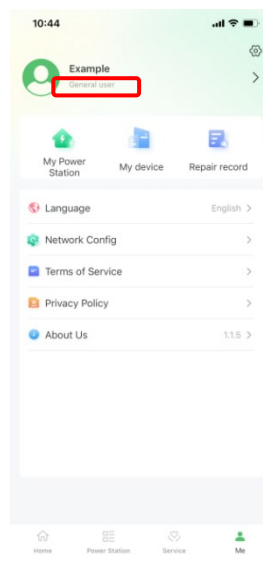 10:44
Example
General user
My Power
Station
My device
Repair record
Language
English
Network Config
Terms of Service
Privacy Policy
About Us
1.1.5
Home
Power Station
Service
Me